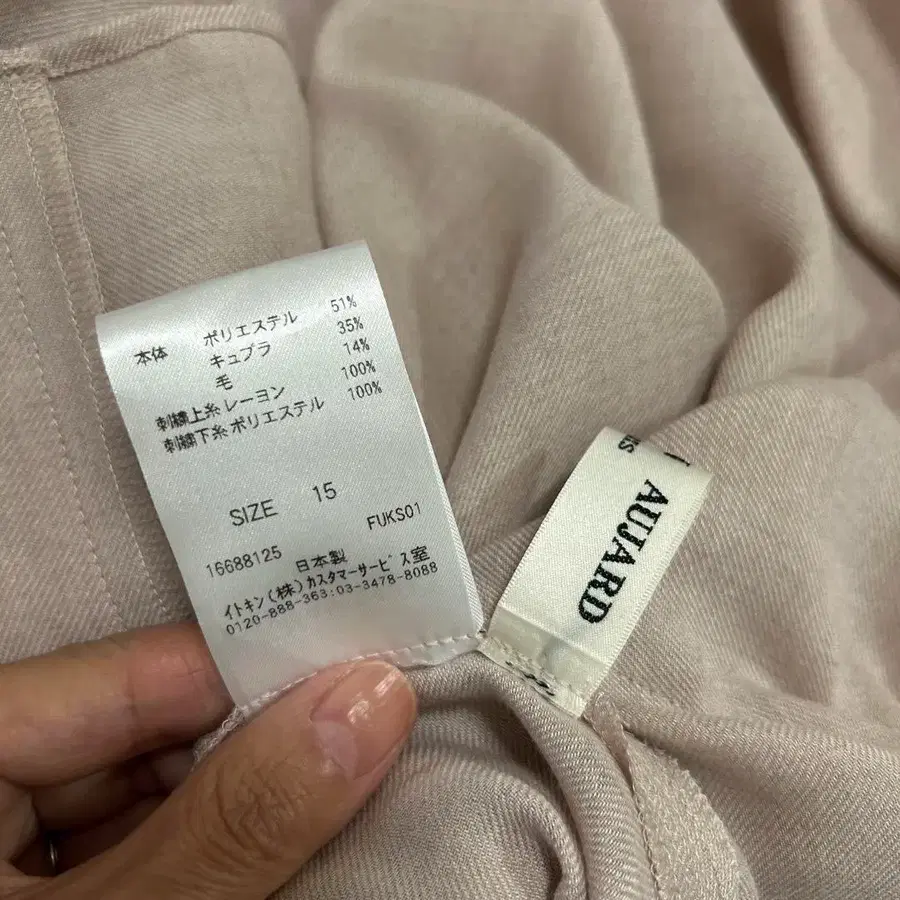 本体 ポリエステル 51%
キュプラ 35%
毛 14%
刺繍上糸 レーヨン 100%
刺繍下糸 ポリエステル 100%
SIZE 15
FUKS01
16688125 日本製
イトキン(株)カスタマーサービス室
0120-888-363:03-3478-8088
AUJARD